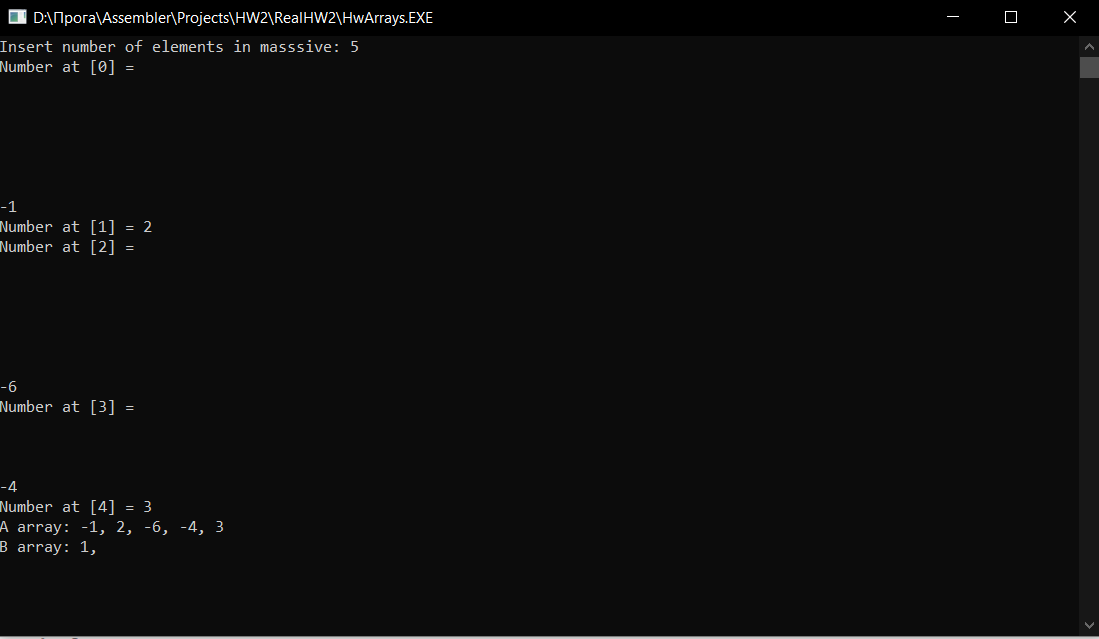 D:\Прога\Assembler\Projects\HW2\RealHW2\HwArrays.EXE
Insert number of elements in masssive: 5
Number at [0] =
-1
Number at [1] = 2
Number at [2] =
-6
Number at [3] =
-4
Number at [4] = 3
A array: -1, 2, -6, -4, 3
B array: 1,